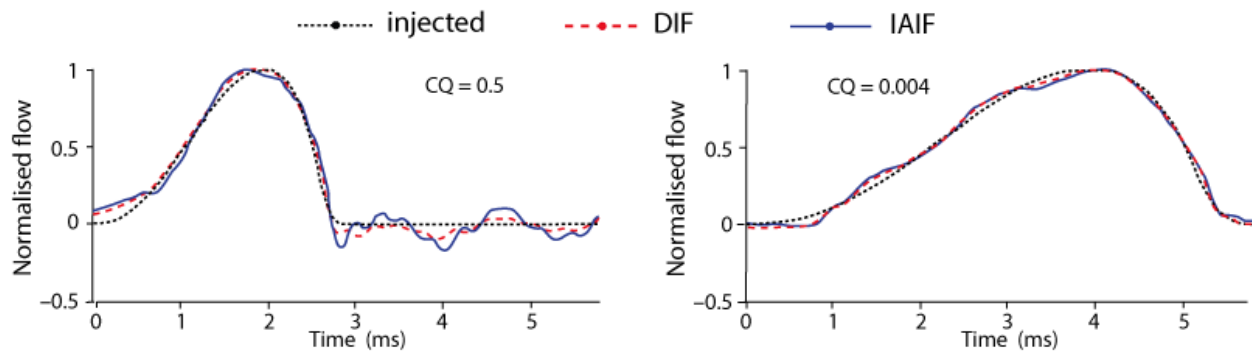 injected DIF IAIF
Normalised flow
1
0.5
0
−0.5
CQ = 0.5
0 1 2 3 4 5
Time (ms)
Normalised flow
1
0.5
0
−0.5
CQ = 0.004
0 1 2 3 4 5
Time (ms)